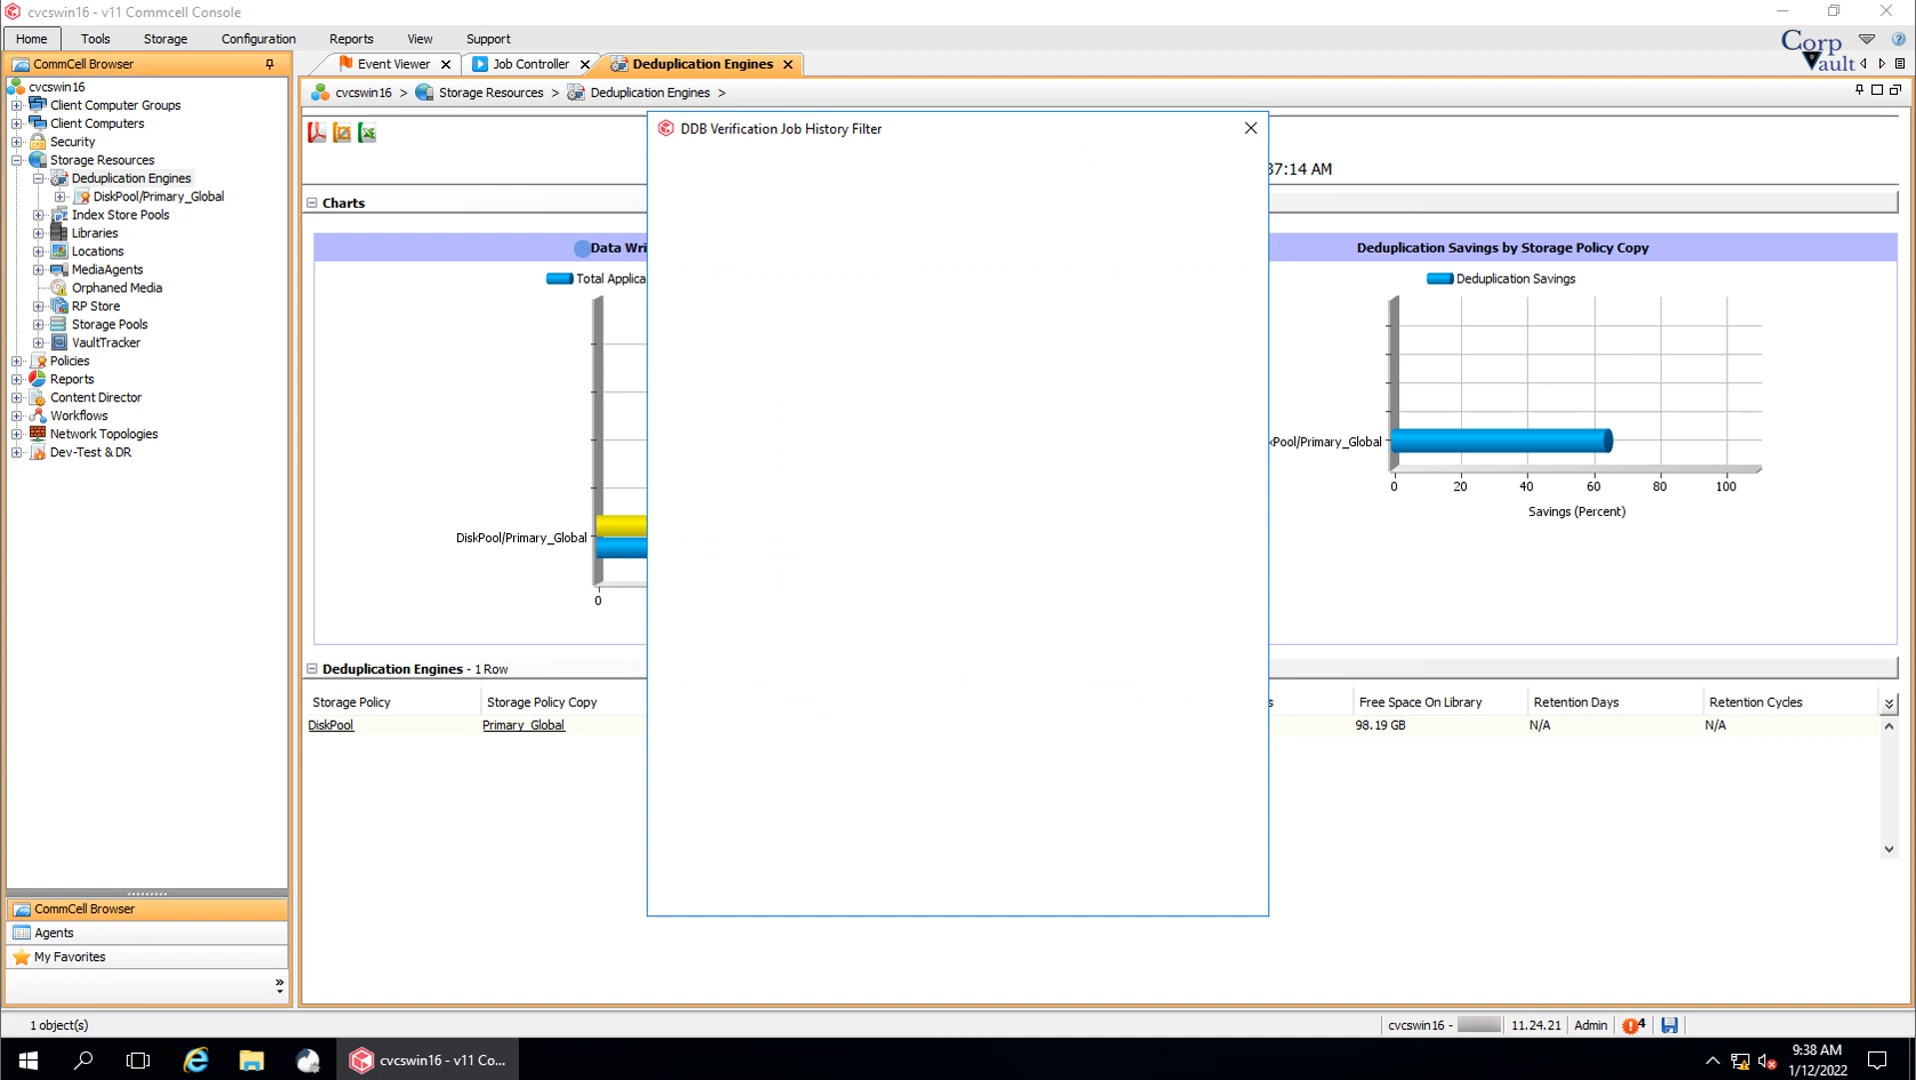 cvcswin16 - v11 Commcell Console
Home Tools Storage Configuration Reports View Support
Corp Vault
CommCell Browser
Event Viewer Job Controller Deduplication Engines
cvcswin16 > Storage Resources > Deduplication Engines >
cvcswin16
Client Computer Groups
Client Computers
Security
Storage Resources
Deduplication Engines
DiskPool/Primary_Global
Index Store Pools
Libraries
Locations
MediaAgents
Orphaned Media
RP Store
Storage Pools
VaultTracker
Policies
Reports
Content Director
Workflows
Network Topologies
Dev-Test & DR
CommCell Browser
Agents
My Favorites
DDB Verification Job History Filter
37:14 AM
Charts
Data Wri
Total Applica
DiskPool/Primary_Global
0
Deduplication Savings by Storage Policy Copy
Deduplication Savings
kPool/Primary_Global
0 20 40 60 80 100
Savings (Percent)
Deduplication Engines - 1 Row
Storage Policy Storage Policy Copy s Free Space On Library Retention Days Retention Cycles
DiskPool Primary_Global 98.19 GB N/A N/A
1 object(s)
cvcswin16 - 11.24.21 Admin 4
cvcswin16 - v11 Co...
9:38 AM
1/12/2022